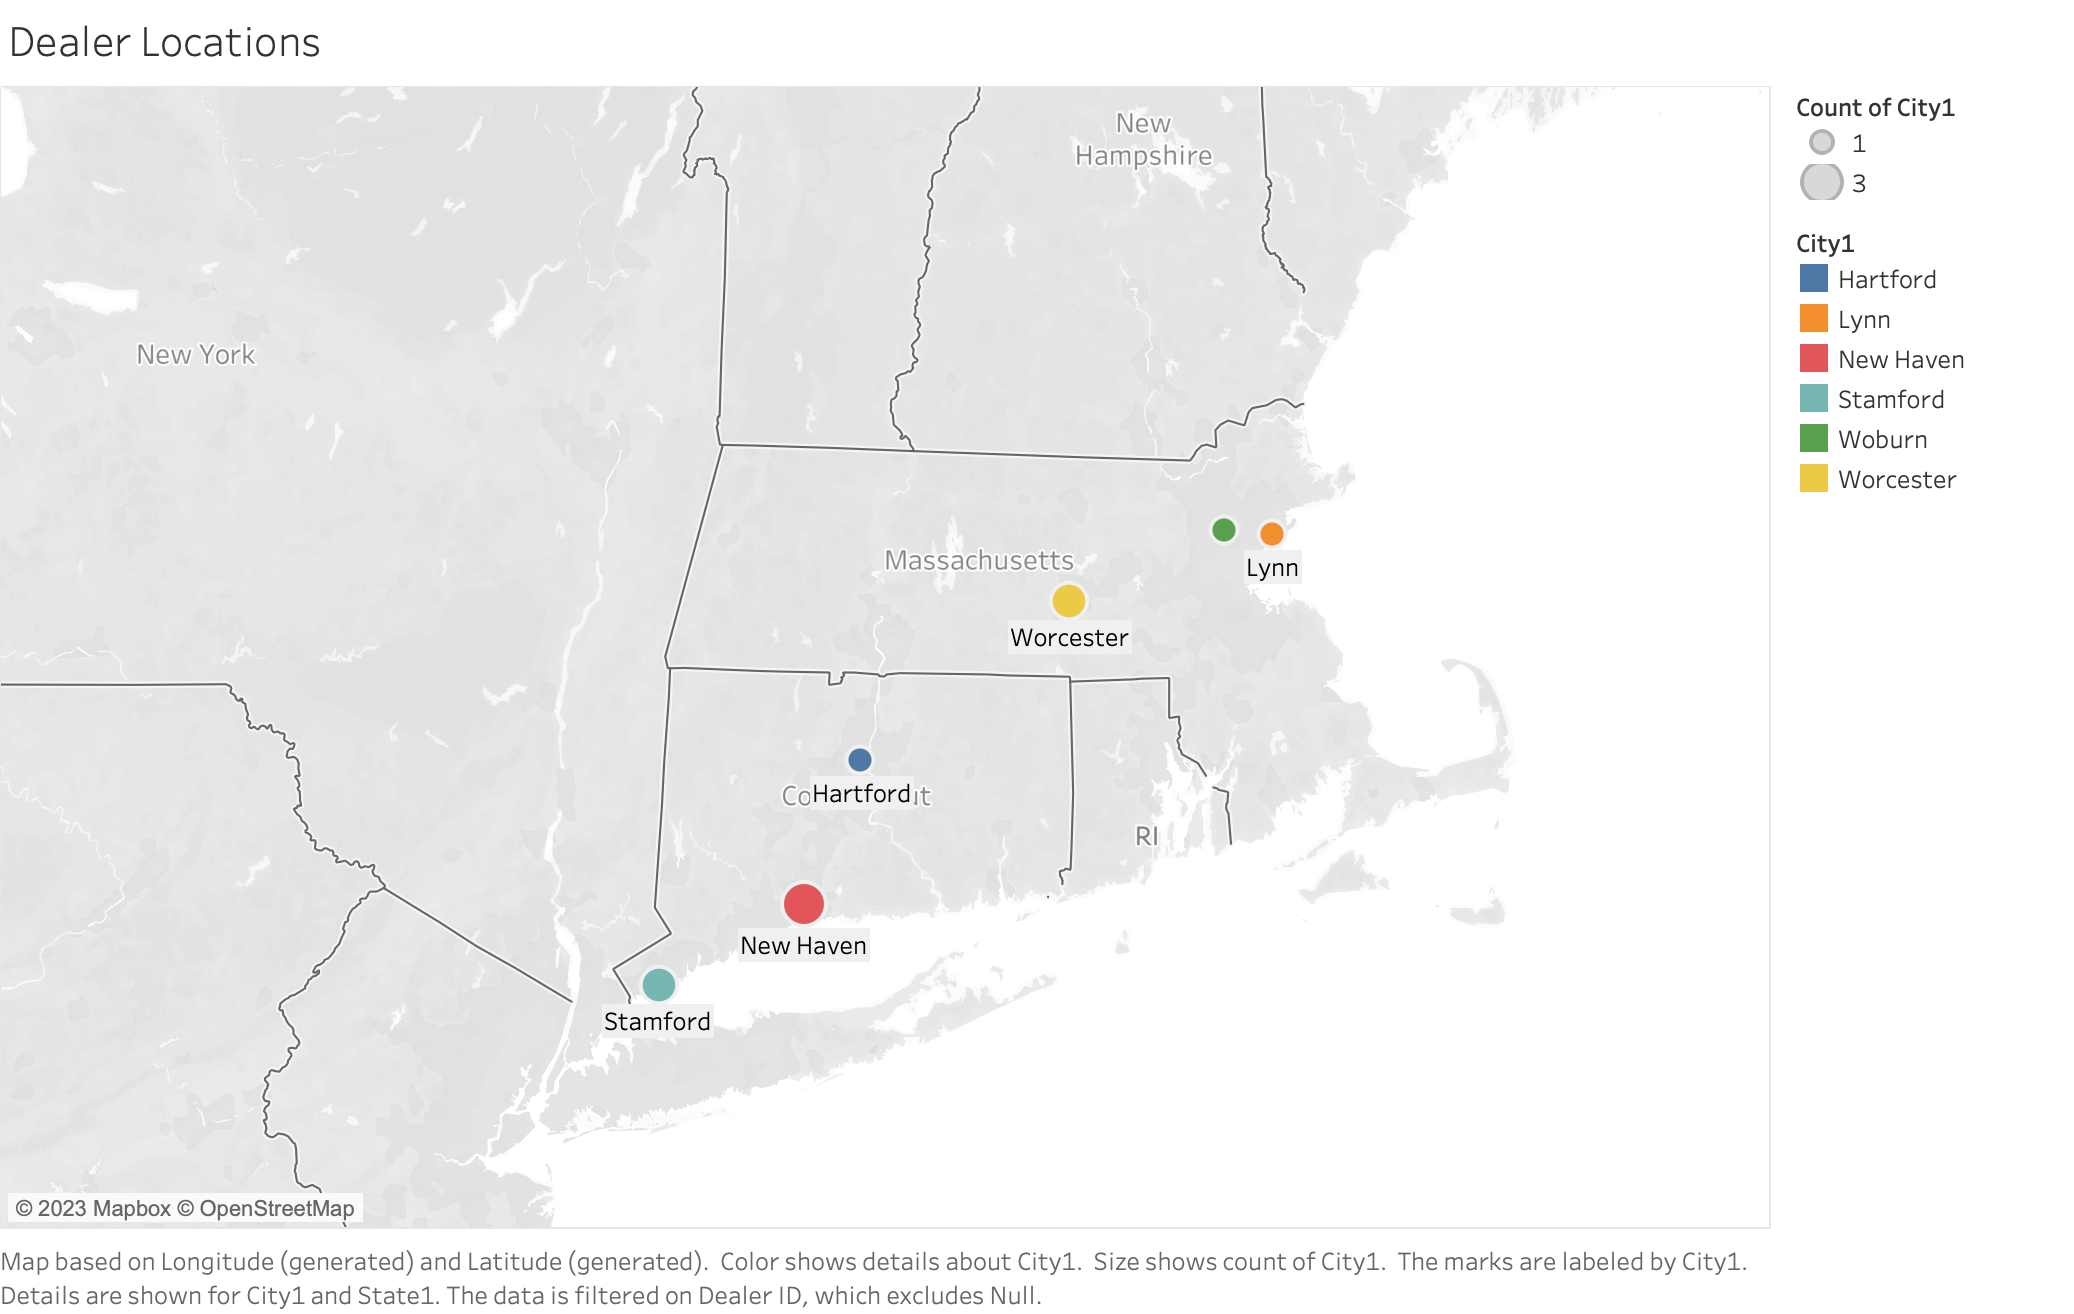 Dealer Locations
Count of City1
1
3
City1
Hartford
Lynn
New Haven
Stamford
Woburn
Worcester
New
Hampshire
New York
Massachusetts
Lynn
Worcester
Hartford
RI
New Haven
Stamford
© 2023 Mapbox © OpenStreetMap
Map based on Longitude (generated) and Latitude (generated).  Color shows details about City1.  Size shows count of City1.  The marks are labeled by City1.
Details are shown for City1 and State1. The data is filtered on Dealer ID, which excludes Null.